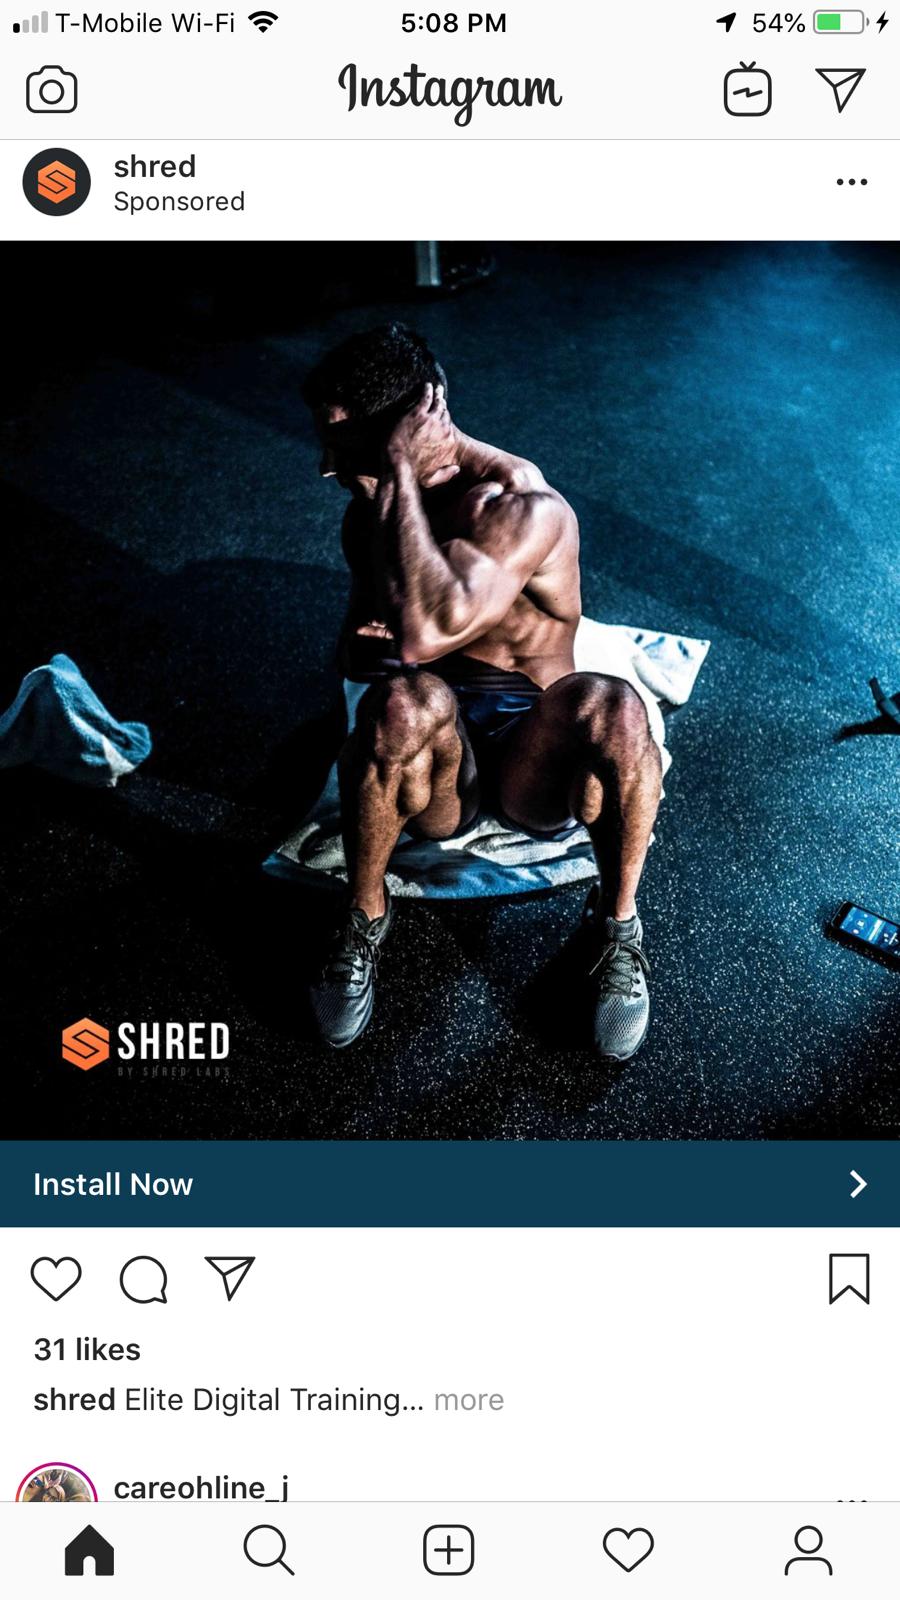 T-Mobile Wi-Fi 5:08 PM 54%
Instagram
shred
Sponsored
SHRED
BY SHRED LABS
Install Now
31 likes
shred Elite Digital Training... more
careohline_j